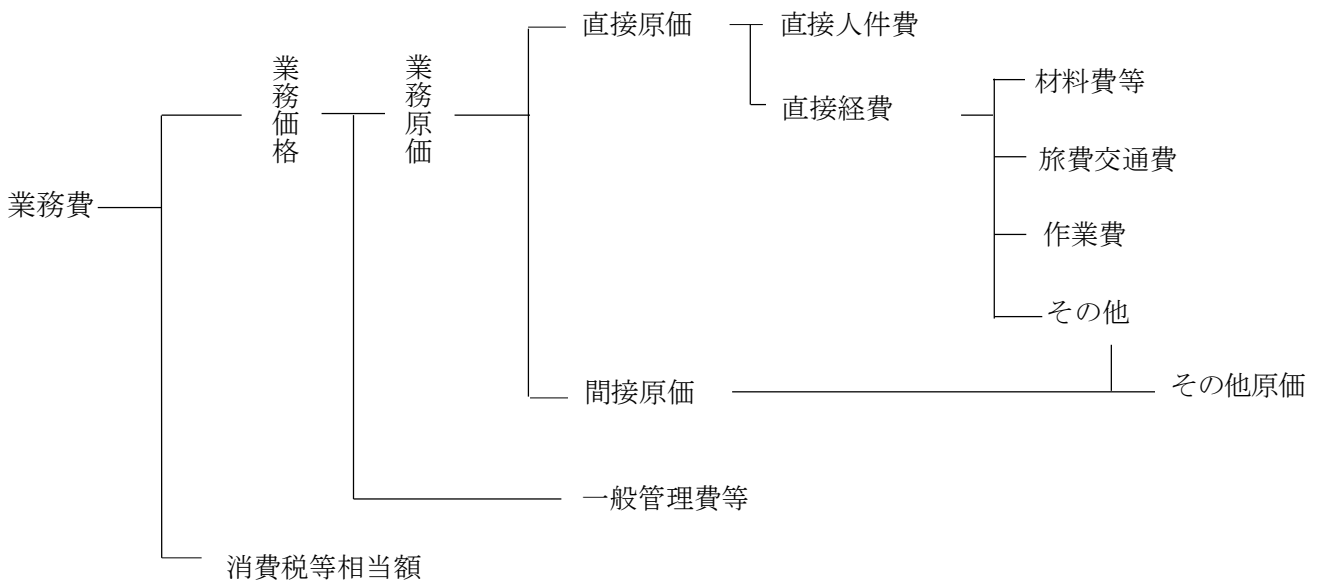 業務費
業務価格
業務原価
直接原価
直接人件費
直接経費
材料費等
旅費交通費
作業費
その他
間接原価
その他原価
一般管理費等
消費税等相当額